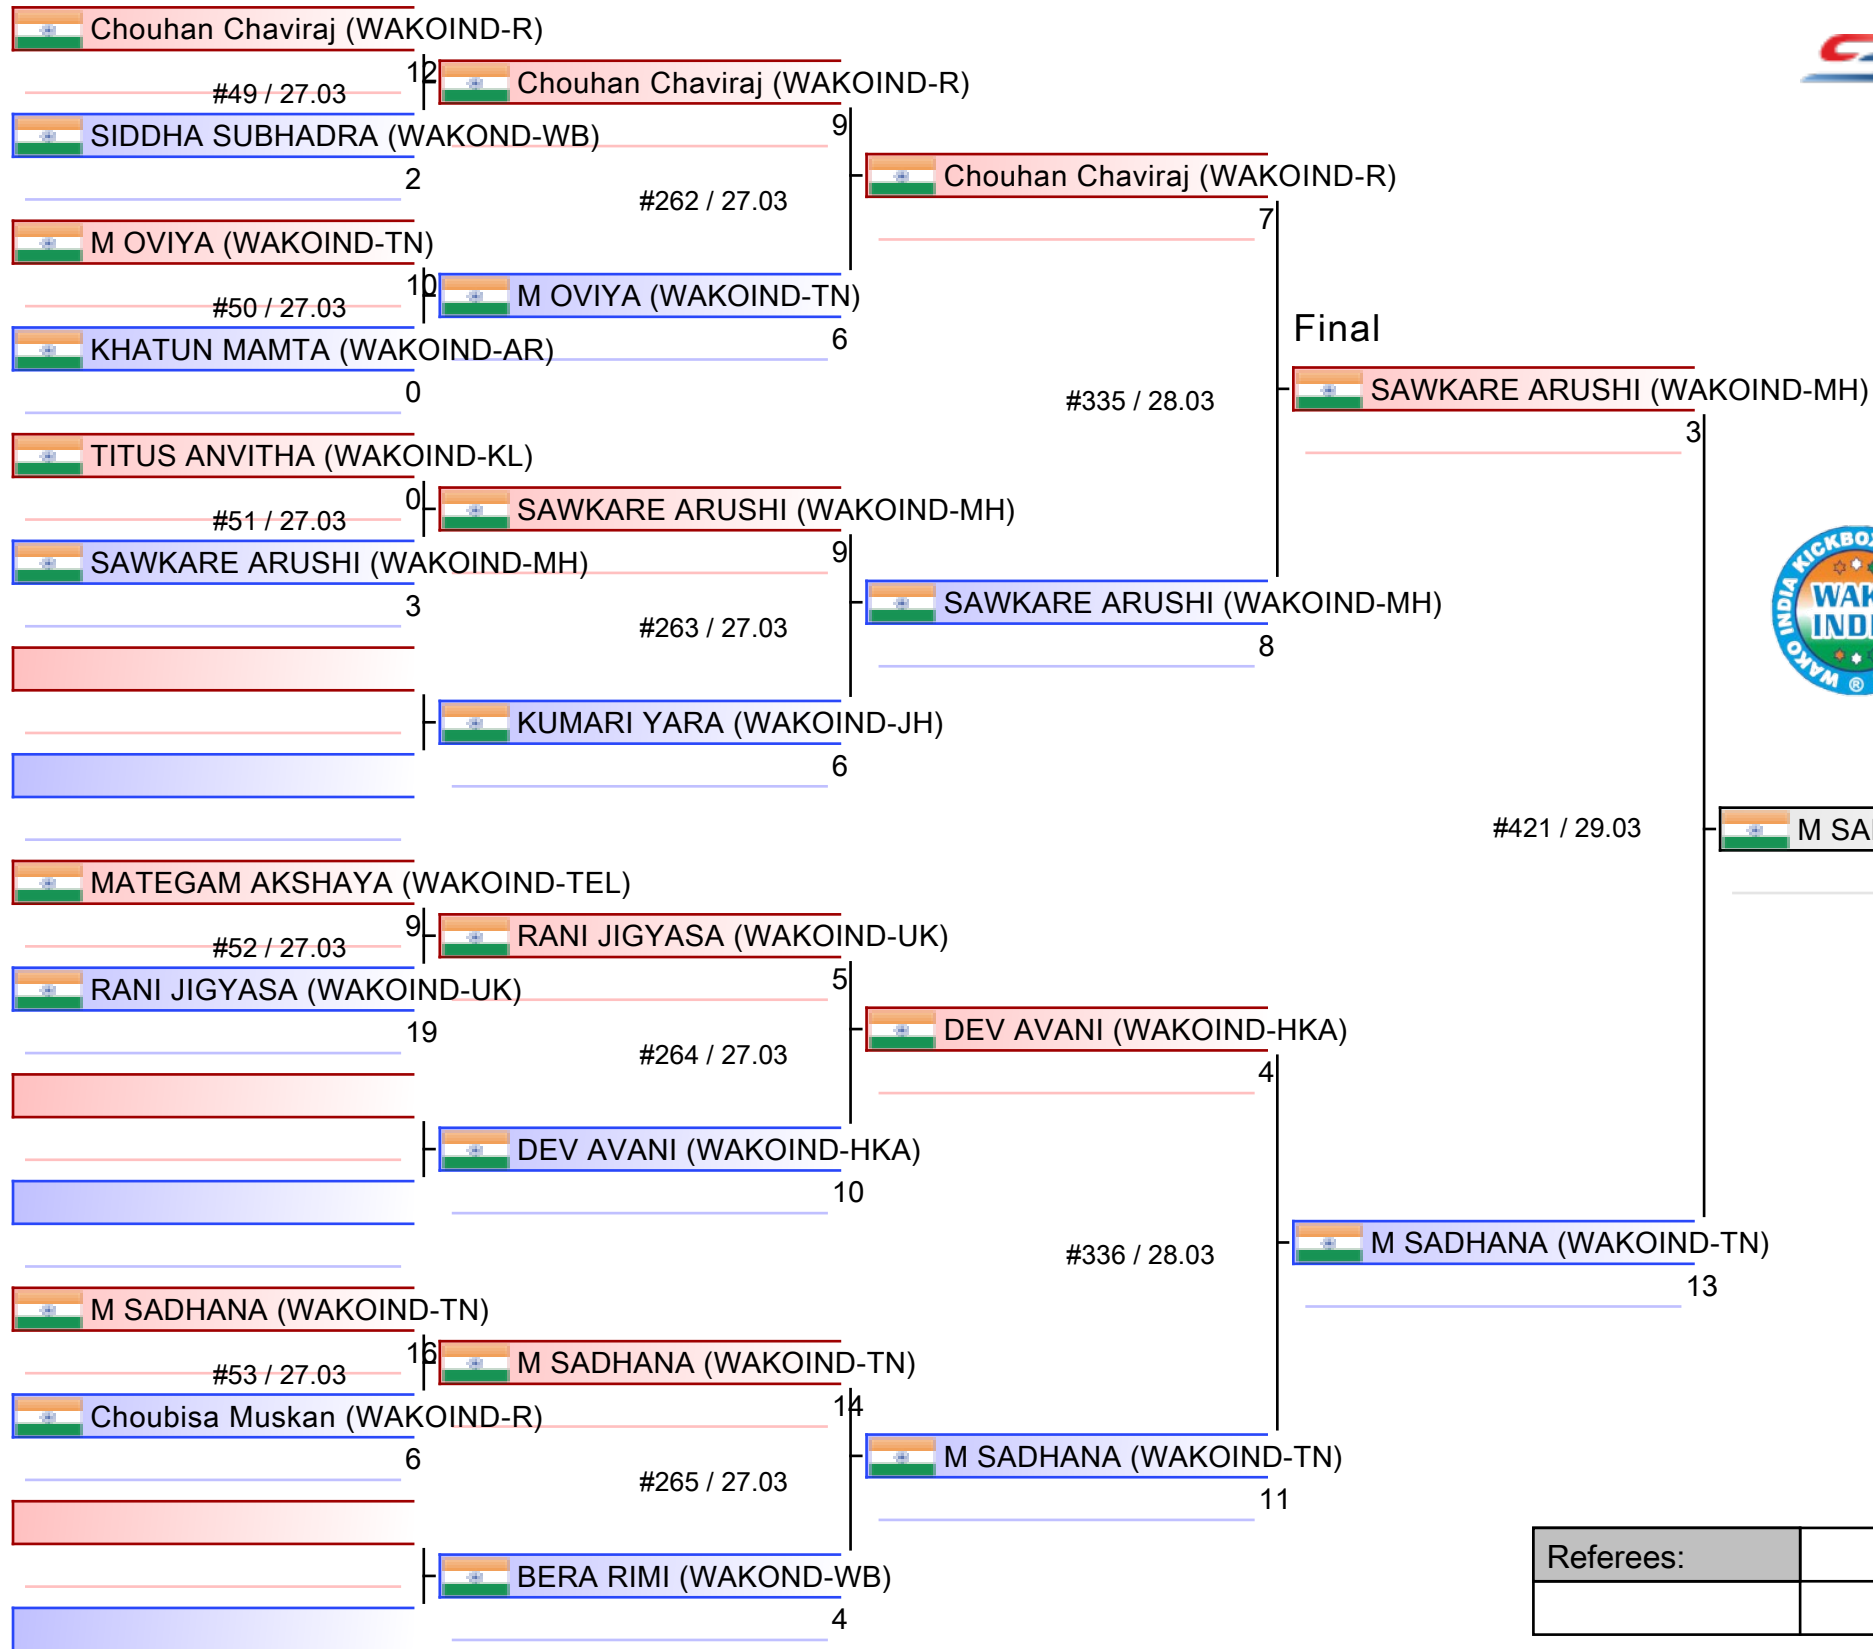 Chouhan Chaviraj (WAKOIND-R)
12
#49 / 27.03
SIDDHA SUBHADRA (WAKOND-WB)
2
M OVIYA (WAKOIND-TN)
10
#50 / 27.03
KHATUN MAMTA (WAKOIND-AR)
0
TITUS ANVITHA (WAKOIND-KL)
0
#51 / 27.03
SAWKARE ARUSHI (WAKOIND-MH)
3
MATEGAM AKSHAYA (WAKOIND-TEL)
9
#52 / 27.03
RANI JIGYASA (WAKOIND-UK)
19
M SADHANA (WAKOIND-TN)
16
#53 / 27.03
Choubisa Muskan (WAKOIND-R)
6
Chouhan Chaviraj (WAKOIND-R)
9
#262 / 27.03
M OVIYA (WAKOIND-TN)
6
SAWKARE ARUSHI (WAKOIND-MH)
9
#263 / 27.03
KUMARI YARA (WAKOIND-JH)
6
RANI JIGYASA (WAKOIND-UK)
5
#264 / 27.03
DEV AVANI (WAKOIND-HKA)
10
M SADHANA (WAKOIND-TN)
14
#265 / 27.03
BERA RIMI (WAKOND-WB)
4
Chouhan Chaviraj (WAKOIND-R)
7
#335 / 28.03
SAWKARE ARUSHI (WAKOIND-MH)
8
DEV AVANI (WAKOIND-HKA)
4
#336 / 28.03
M SADHANA (WAKOIND-TN)
11
Final
SAWKARE ARUSHI (WAKOIND-MH)
3
#421 / 29.03
M SADHANA (WAKOIND-TN)
13
M
WAKO INDIA
Referees: